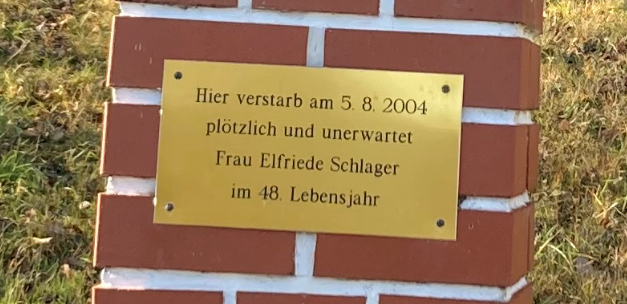 Hier verstarb am 5. 8. 2004
plötzlich und unerwartet
Frau Elfriede Schlager
im 48. Lebensjahr